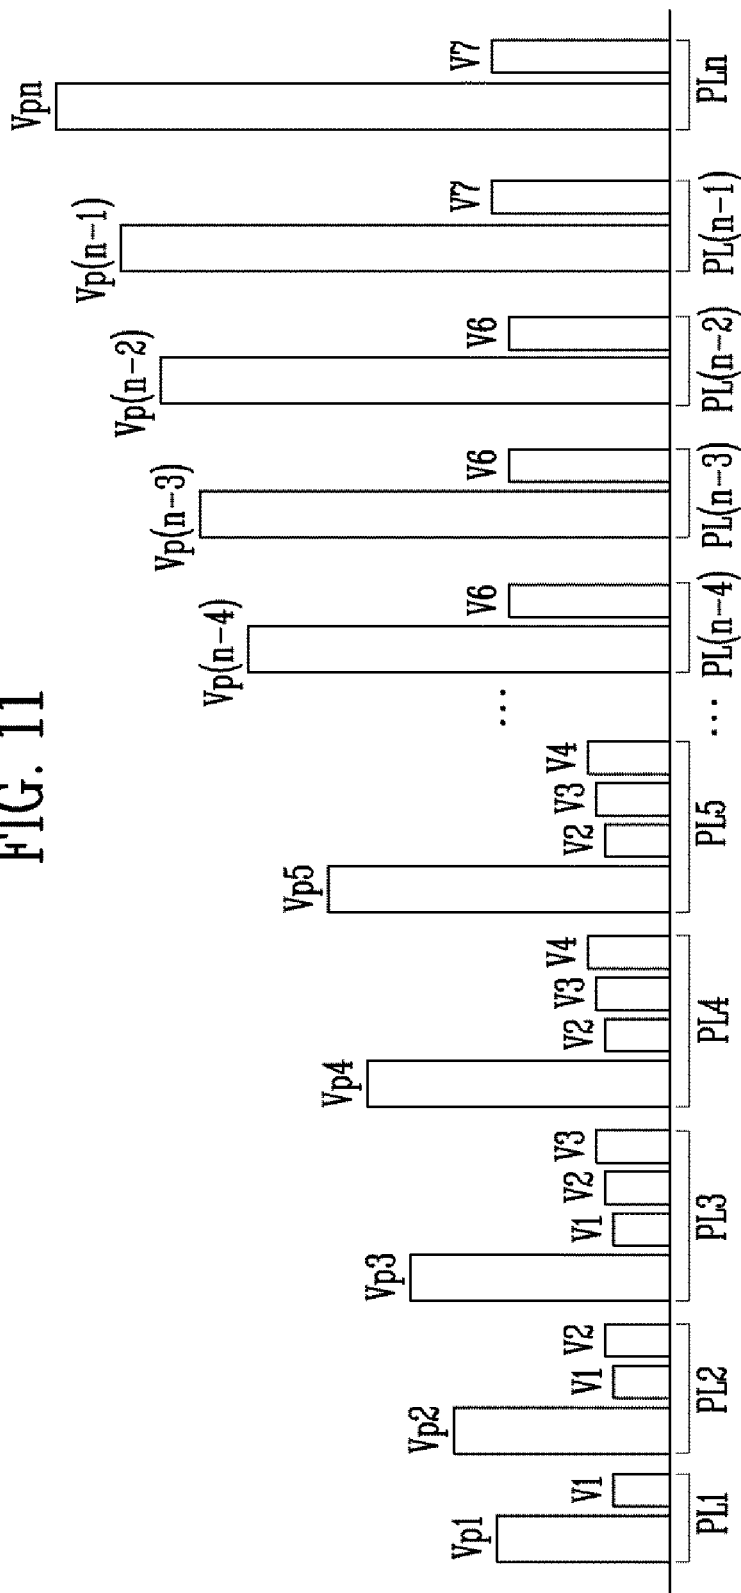 FIG. 11
Vp1 V1
Vp2 V1 V2
Vp3 V1 V2 V3
Vp4 V2 V3 V4
Vp5 V2 V3 V4
...
Vp(n-4) V6
Vp(n-3) V6
Vp(n-2) V6
Vp(n-1) V7
Vpn V7
PL1 PL2 PL3 PL4 PL5 ... PL(n-4) PL(n-3) PL(n-2) PL(n-1) PLn